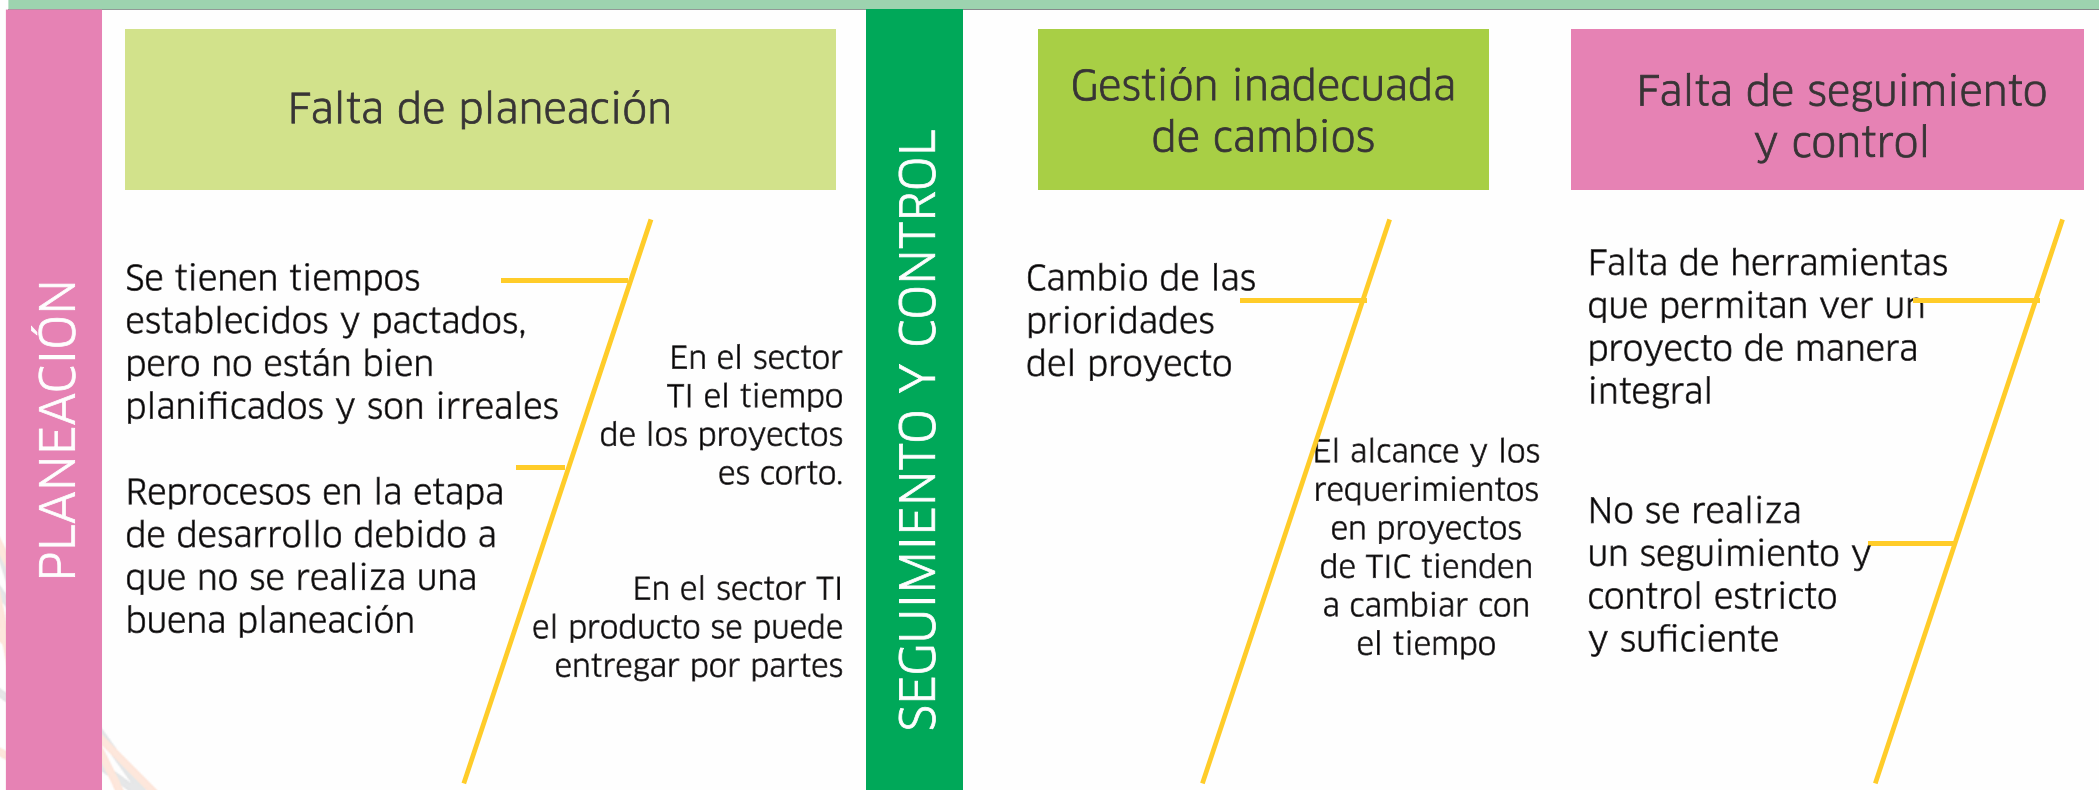 PLANEACIÓN
Falta de planeación
Se tienen tiempos
establecidos y pactados,
pero no están bien
planificados y son irreales
Reprocesos en la etapa
de desarrollo debido a
que no se realiza una
buena planeación
En el sector
TI el tiempo
de los proyectos
es corto.
En el sector TI
el producto se puede
entregar por partes
SEGUIMIENTO Y CONTROL
Gestión inadecuada
de cambios
Cambio de las
prioridades
del proyecto
El alcance y los
requerimientos
en proyectos
de TIC tienden
a cambiar con
el tiempo
Falta de seguimiento
y control
Falta de herramientas
que permitan ver un
proyecto de manera
integral
No se realiza
un seguimiento y
control estricto
y suficiente